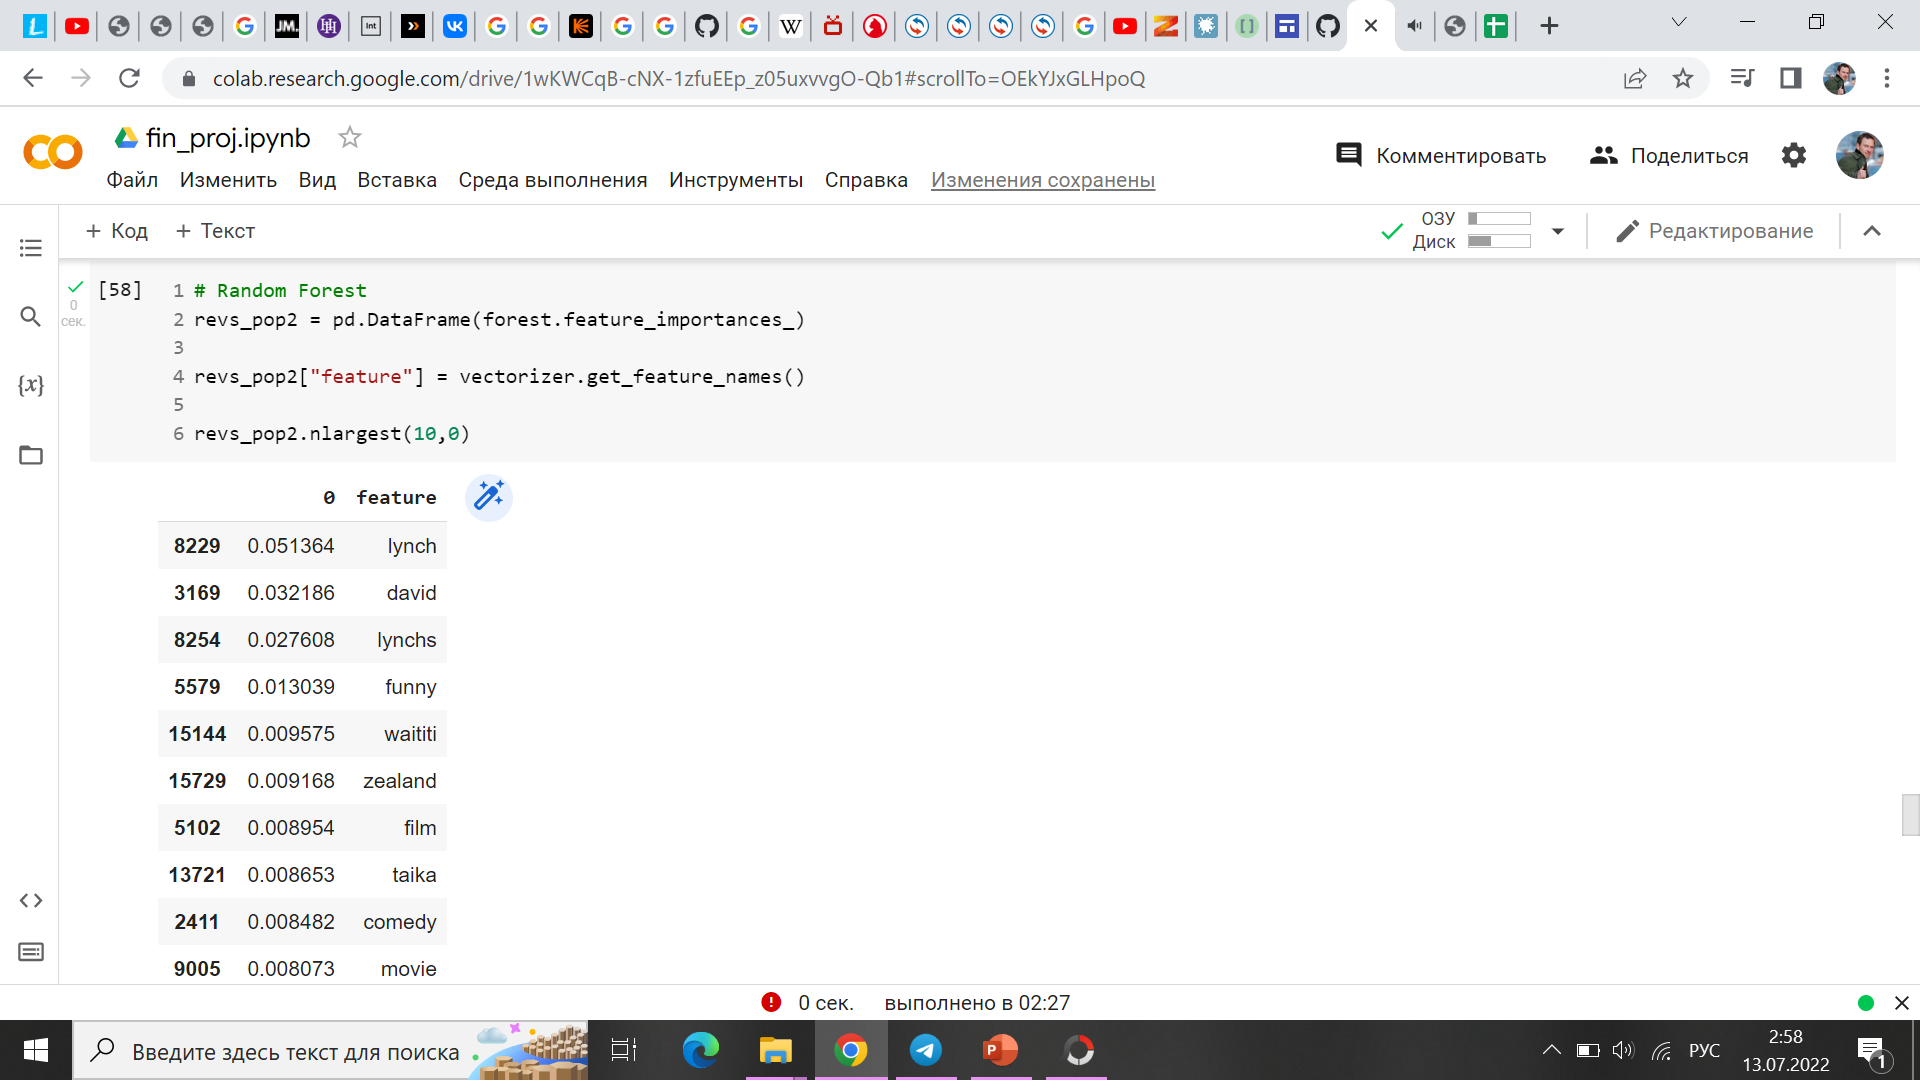 JM.
Int
W
colab.research.google.com/drive/1wKWCqB-cNX-1zfuEEp_z05uxvvgO-Qb1#scrollTo=OEkYJxGLHpoQ
fin_proj.ipynb
Комментировать
Поделиться
Файл Изменить Вид Вставка Среда выполнения Инструменты Справка Изменения сохранены
+ Код + Текст
ОЗУ
Диск
Редактирование
0
сек.
[58]
1 # Random Forest
2 revs_pop2 = pd.DataFrame(forest.feature_importances_)
3
4 revs_pop2["feature"] = vectorizer.get_feature_names()
5
6 revs_pop2.nlargest(10,0)
0 feature
8229 0.051364 lynch
3169 0.032186 david
8254 0.027608 lynchs
5579 0.013039 funny
15144 0.009575 waititi
15729 0.009168 zealand
5102 0.008954 film
13721 0.008653 taika
2411 0.008482 comedy
9005 0.008073 movie
{x}
0 сек. выполнено в 02:27
Введите здесь текст для поиска
РУС
2:58
13.07.2022
1